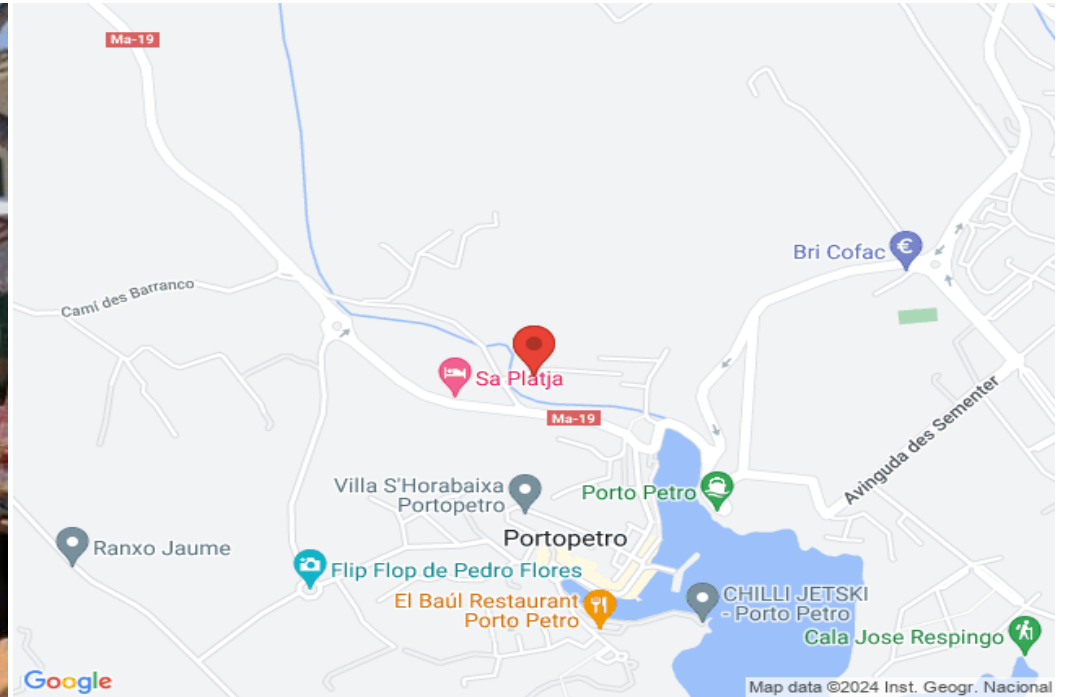 Ma-19
Bri Cofac
Camí des Barranco
Sa Platja
Ma-19
Avinguda des Sementer
Villa S'Horabaixa
Portopetro
Porto Petro
Portopetro
Ranxo Jaume
Flip Flop de Pedro Flores
El Baúl Restaurant
Porto Petro
CHILLI JETSKI
- Porto Petro
Cala Jose Respingo
Google
Map data ©2024 Inst. Geogr. Nacional